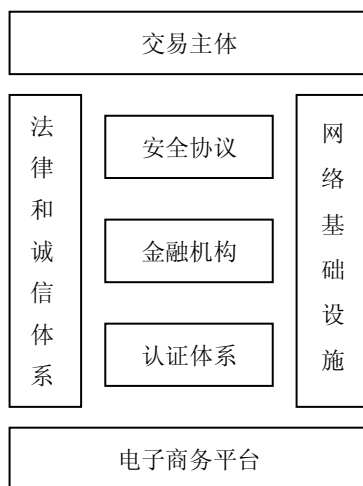 交易主体
法律和诚信体系
安全协议
金融机构
认证体系
网络基础设施
电子商务平台